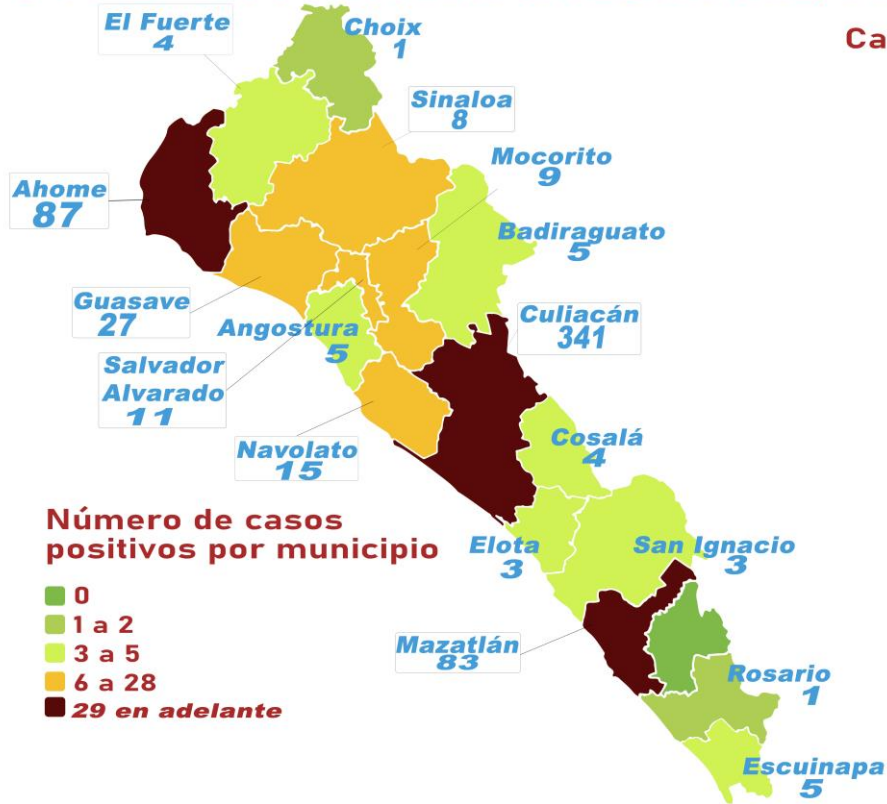 El Fuerte
4
Choix
1
Ca
Sinaloa
8
Mocorito
9
Ahome
87
Badiraguato
5
Guasave
27
Angostura
5
Culiacán
341
Salvador
Alvarado
11
Navolato
15
Cosalá
4
Número de casos
positivos por municipio
Elota
3
San Ignacio
3
0
1 a 2
3 a 5
6 a 28
29 en adelante
Mazatlán
83
Rosario
1
Escuinapa
5